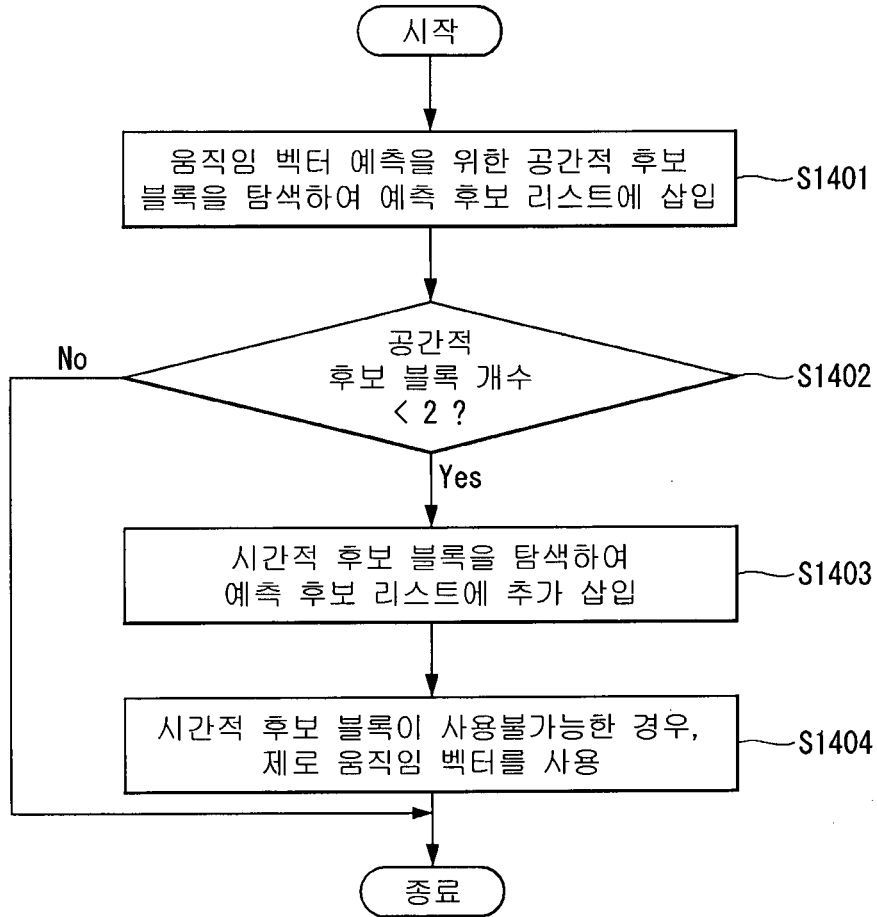 시작
움직임 벡터 예측을 위한 공간적 후보
블록을 탐색하여 예측 후보 리스트에 삽입
S1401
공간적
후보 블록 개수
< 2 ?
S1402
No
Yes
시간적 후보 블록을 탐색하여
예측 후보 리스트에 추가 삽입
S1403
시간적 후보 블록이 사용불가능한 경우,
제로 움직임 벡터를 사용
S1404
종료